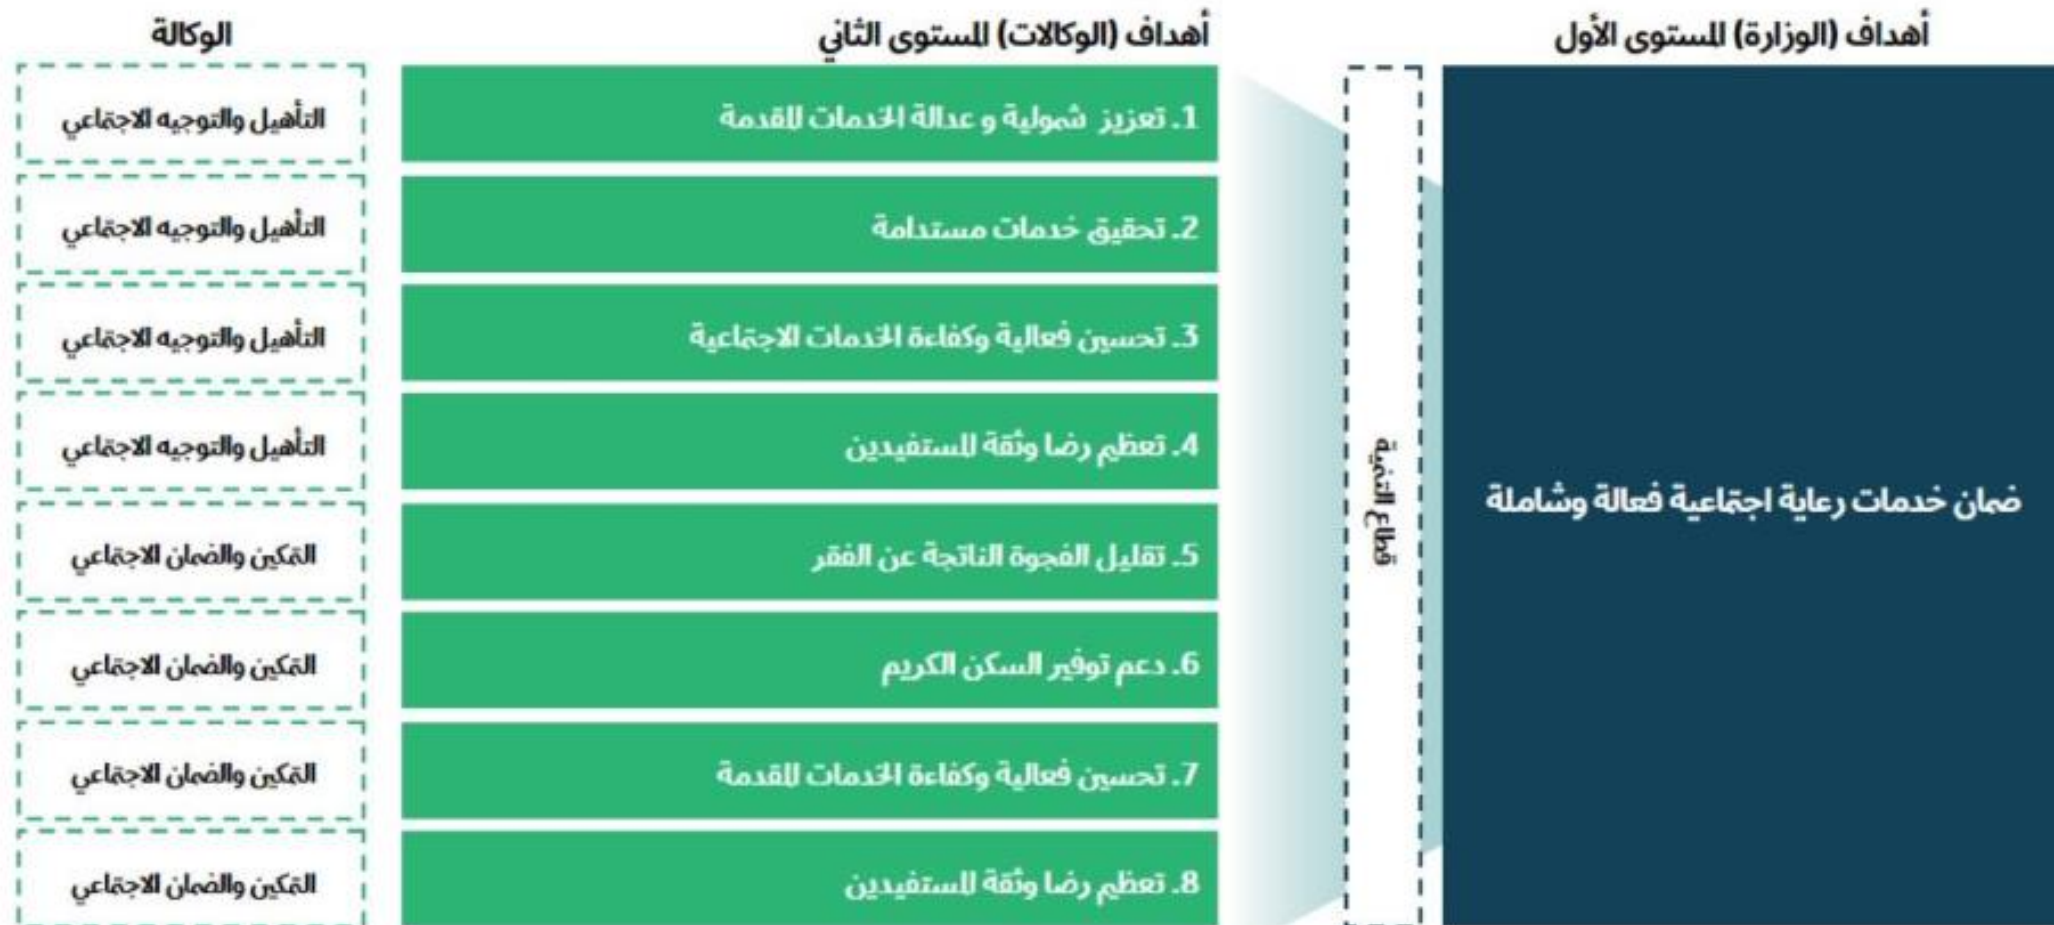 أهداف (الوزارة) المستوى الأول
أهداف (الوكالات) المستوى الثاني
الوكالة
ضمان خدمات رعاية اجتماعية فعالة وشاملة
قطاع التنمية
1. تعزيز شمولية و عدالة الخدمات المقدمة
التأهيل والتوجيه الاجتماعي
2. تحقيق خدمات مستدامة
التأهيل والتوجيه الاجتماعي
3. تحسين فعالية وكفاءة الخدمات الاجتماعية
التأهيل والتوجيه الاجتماعي
4. تعظيم رضا وثقة المستفيدين
التأهيل والتوجيه الاجتماعي
5. تقليل الفجوة الناتجة عن الفقر
التمكين والضمان الاجتماعي
6. دعم توفير السكن الكريم
التمكين والضمان الاجتماعي
7. تحسين فعالية وكفاءة الخدمات المقدمة
التمكين والضمان الاجتماعي
8. تعظيم رضا وثقة المستفيدين
التمكين والضمان الاجتماعي